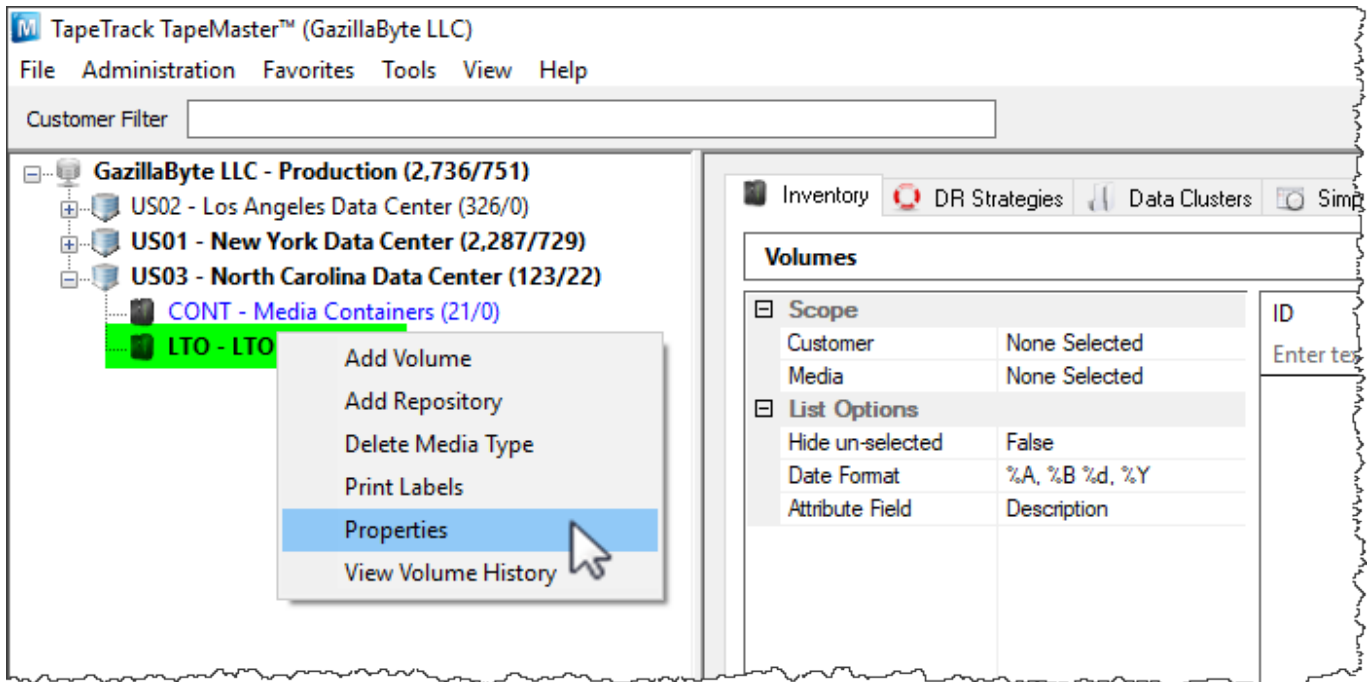 TapeTrack TapeMaster™ (GazillaByte LLC)
File Administration Favorites Tools View Help
Customer Filter
GazillaByte LLC - Production (2,736/751)
US02 - Los Angeles Data Center (326/0)
US01 - New York Data Center (2,287/729)
US03 - North Carolina Data Center (123/22)
CONT - Media Containers (21/0)
LTO - LTO
Add Volume
Add Repository
Delete Media Type
Print Labels
Properties
View Volume History
Inventory DR Strategies Data Clusters
Volumes
Scope
Customer None Selected
Media None Selected
List Options
Hide un-selected False
Date Format %A, %B %d, %Y
Attribute Field Description
ID
Enter